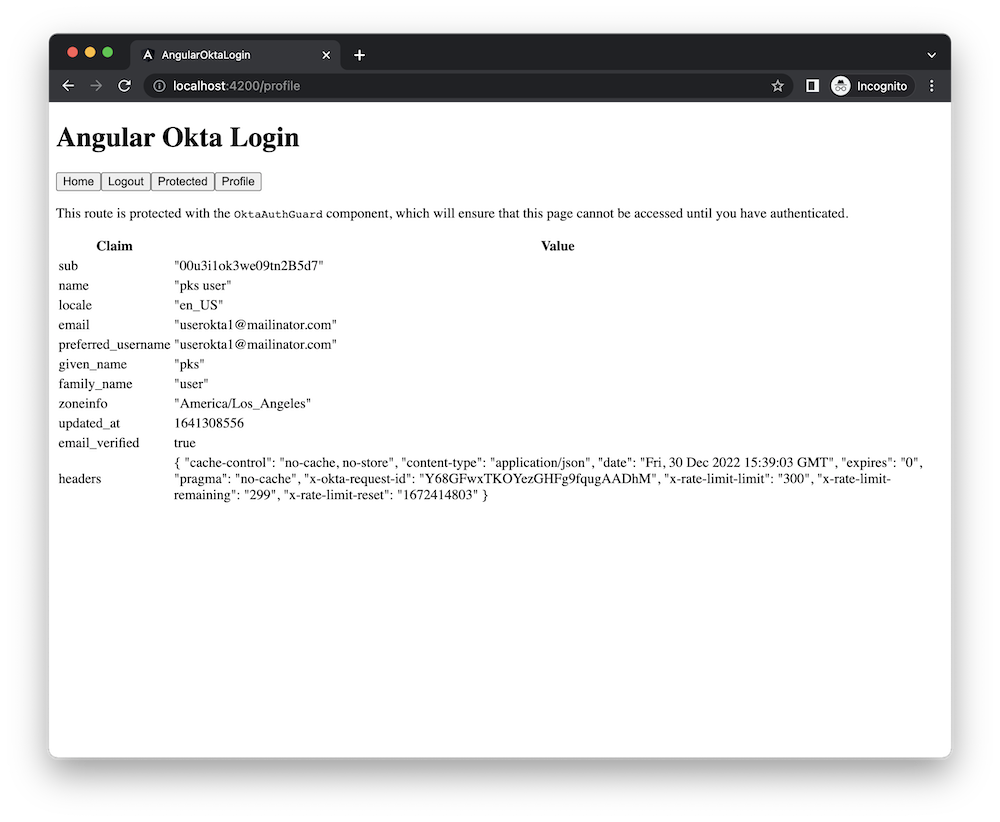 AngularOktaLogin
localhost:4200/profile
Incognito
Angular Okta Login
Home Logout Protected Profile
This route is protected with the OktaAuthGuard component, which will ensure that this page cannot be accessed until you have authenticated.
Claim Value
sub "00u3i1ok3we09tn2B5d7"
name "pks user"
locale "en_US"
email "userokta1@mailinator.com"
preferred_username "userokta1@mailinator.com"
given_name "pks"
family_name "user"
zoneinfo "America/Los_Angeles"
updated_at 1641308556
email_verified true
headers { "cache-control": "no-cache, no-store", "content-type": "application/json", "date": "Fri, 30 Dec 2022 15:39:03 GMT", "expires": "0",
"pragma": "no-cache", "x-okta-request-id": "Y68GFwxTKOYezGHFg9fqugAADhM", "x-rate-limit-limit": "300", "x-rate-limit-
remaining": "299", "x-rate-limit-reset": "1672414803" }